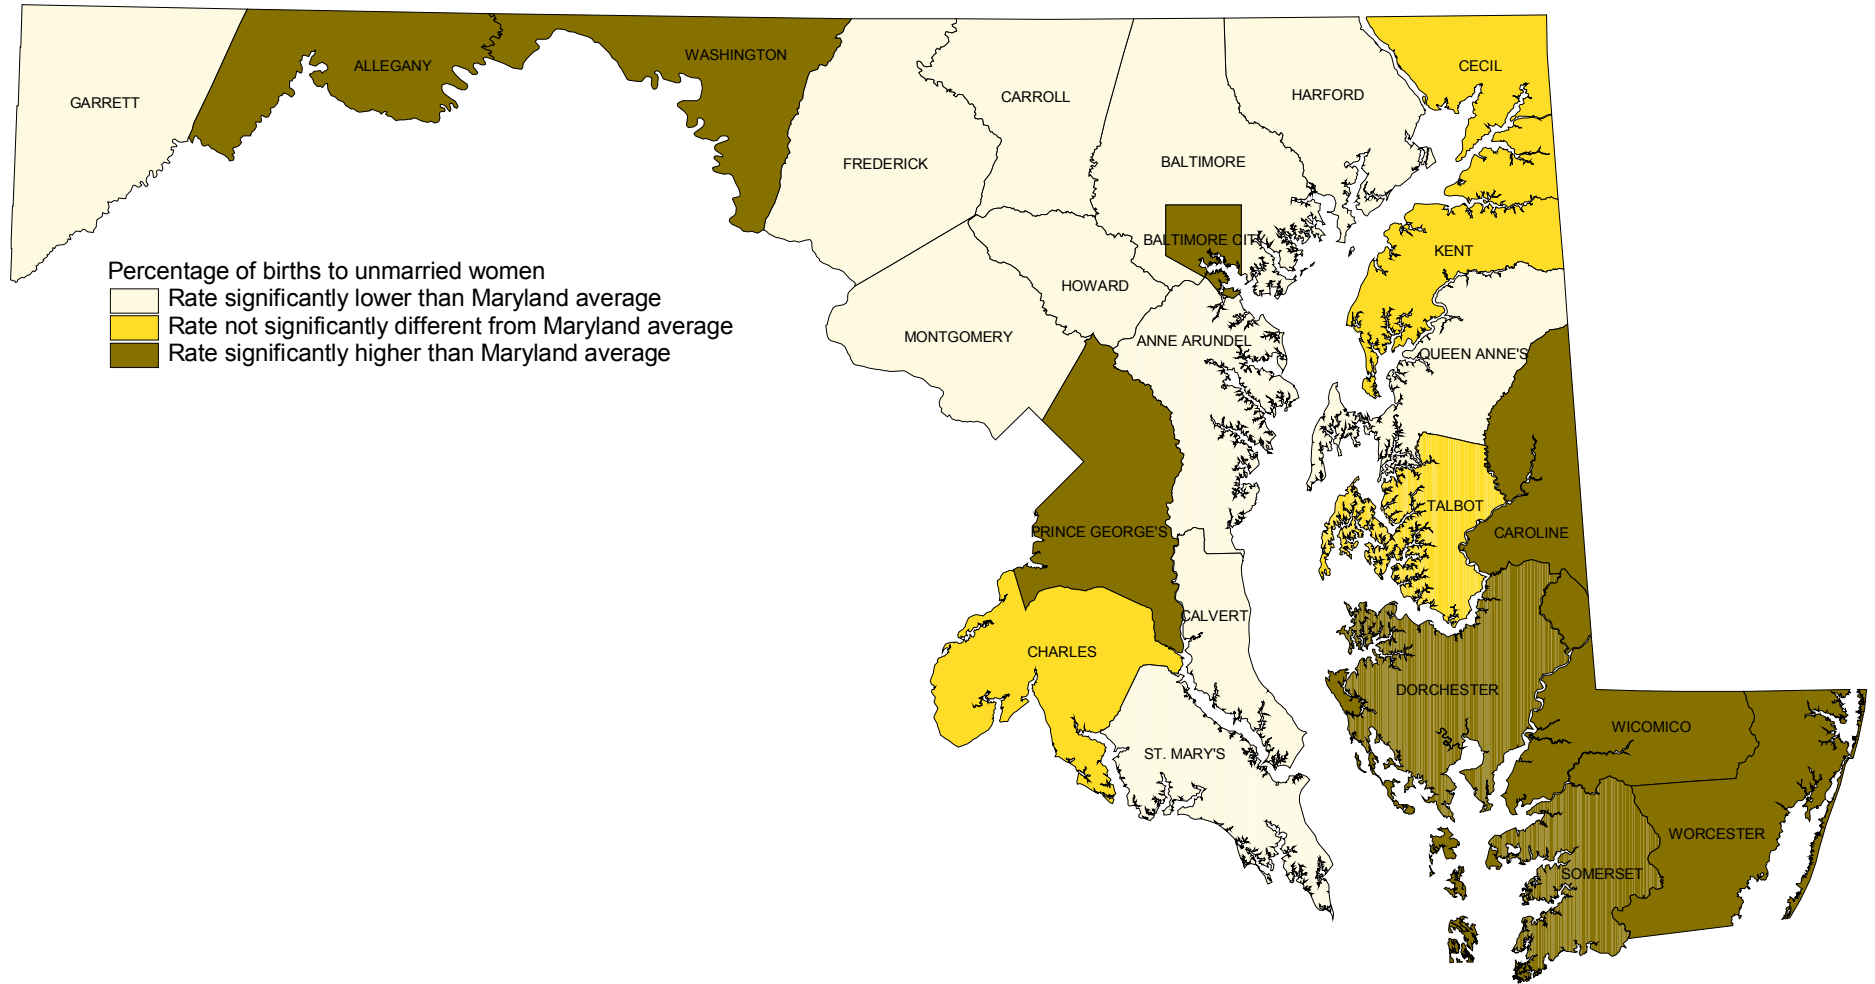 WASHINGTON
ALLEGANY
CECIL
GARRETT
CARROLL
HARFORD
FREDERICK
BALTIMORE
BALTIMORE CITY
KENT
Percentage of births to unmarried women
Rate significantly lower than Maryland average
Rate not significantly different from Maryland average
Rate significantly higher than Maryland average
HOWARD
MONTGOMERY
ANNE ARUNDEL
QUEEN ANNE'S
TALBOT
PRINCE GEORGE'S
CAROLINE
CALVERT
CHARLES
DORCHESTER
WICOMICO
ST. MARY'S
WORCESTER
SOMERSET